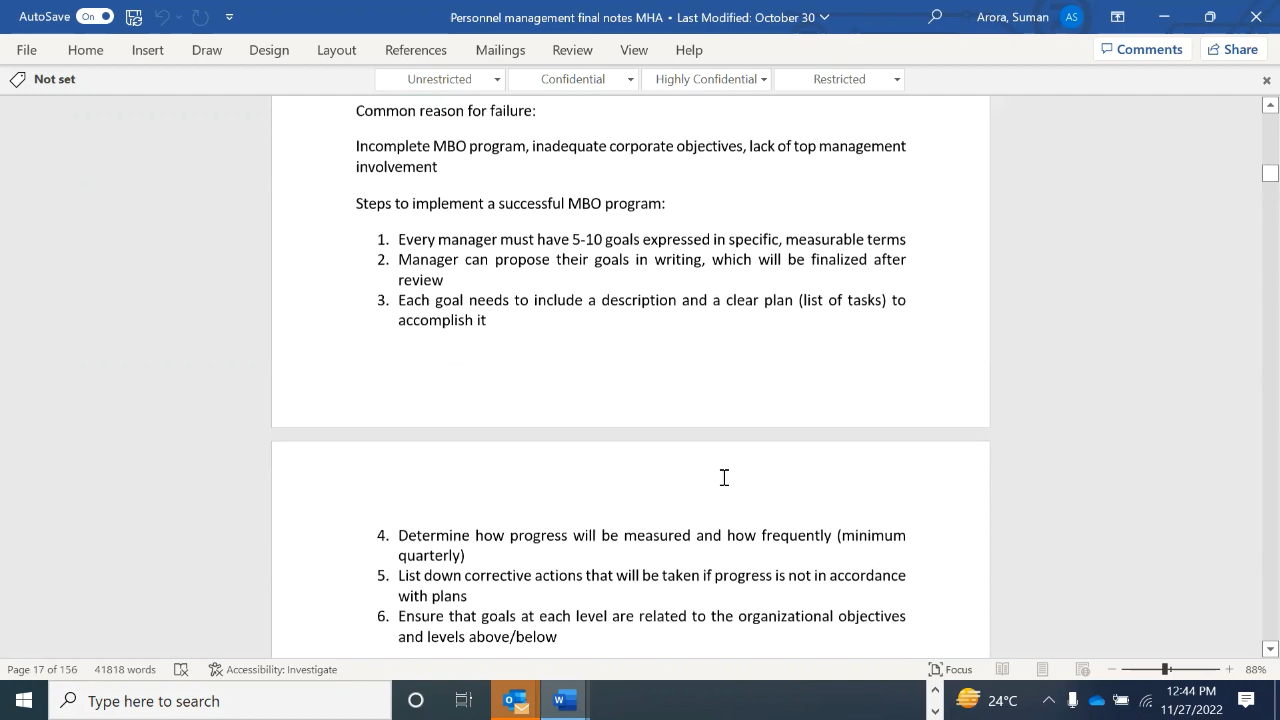 AutoSave On Personnel management final notes MHA • Last Modified: October 30 Arora, Suman AS
File Home Insert Draw Design Layout References Mailings Review View Help Comments Share
Not set Unrestricted Confidential Highly Confidential Restricted
Common reason for failure:
Incomplete MBO program, inadequate corporate objectives, lack of top management
involvement
Steps to implement a successful MBO program:
1. Every manager must have 5-10 goals expressed in specific, measurable terms
2. Manager can propose their goals in writing, which will be finalized after
review
3. Each goal needs to include a description and a clear plan (list of tasks) to
accomplish it
4. Determine how progress will be measured and how frequently (minimum
quarterly)
5. List down corrective actions that will be taken if progress is not in accordance
with plans
6. Ensure that goals at each level are related to the organizational objectives
and levels above/below
Page 17 of 156 41818 words Accessibility: Investigate Focus 88%
Type here to search 24°C 12:44 PM
11/27/2022